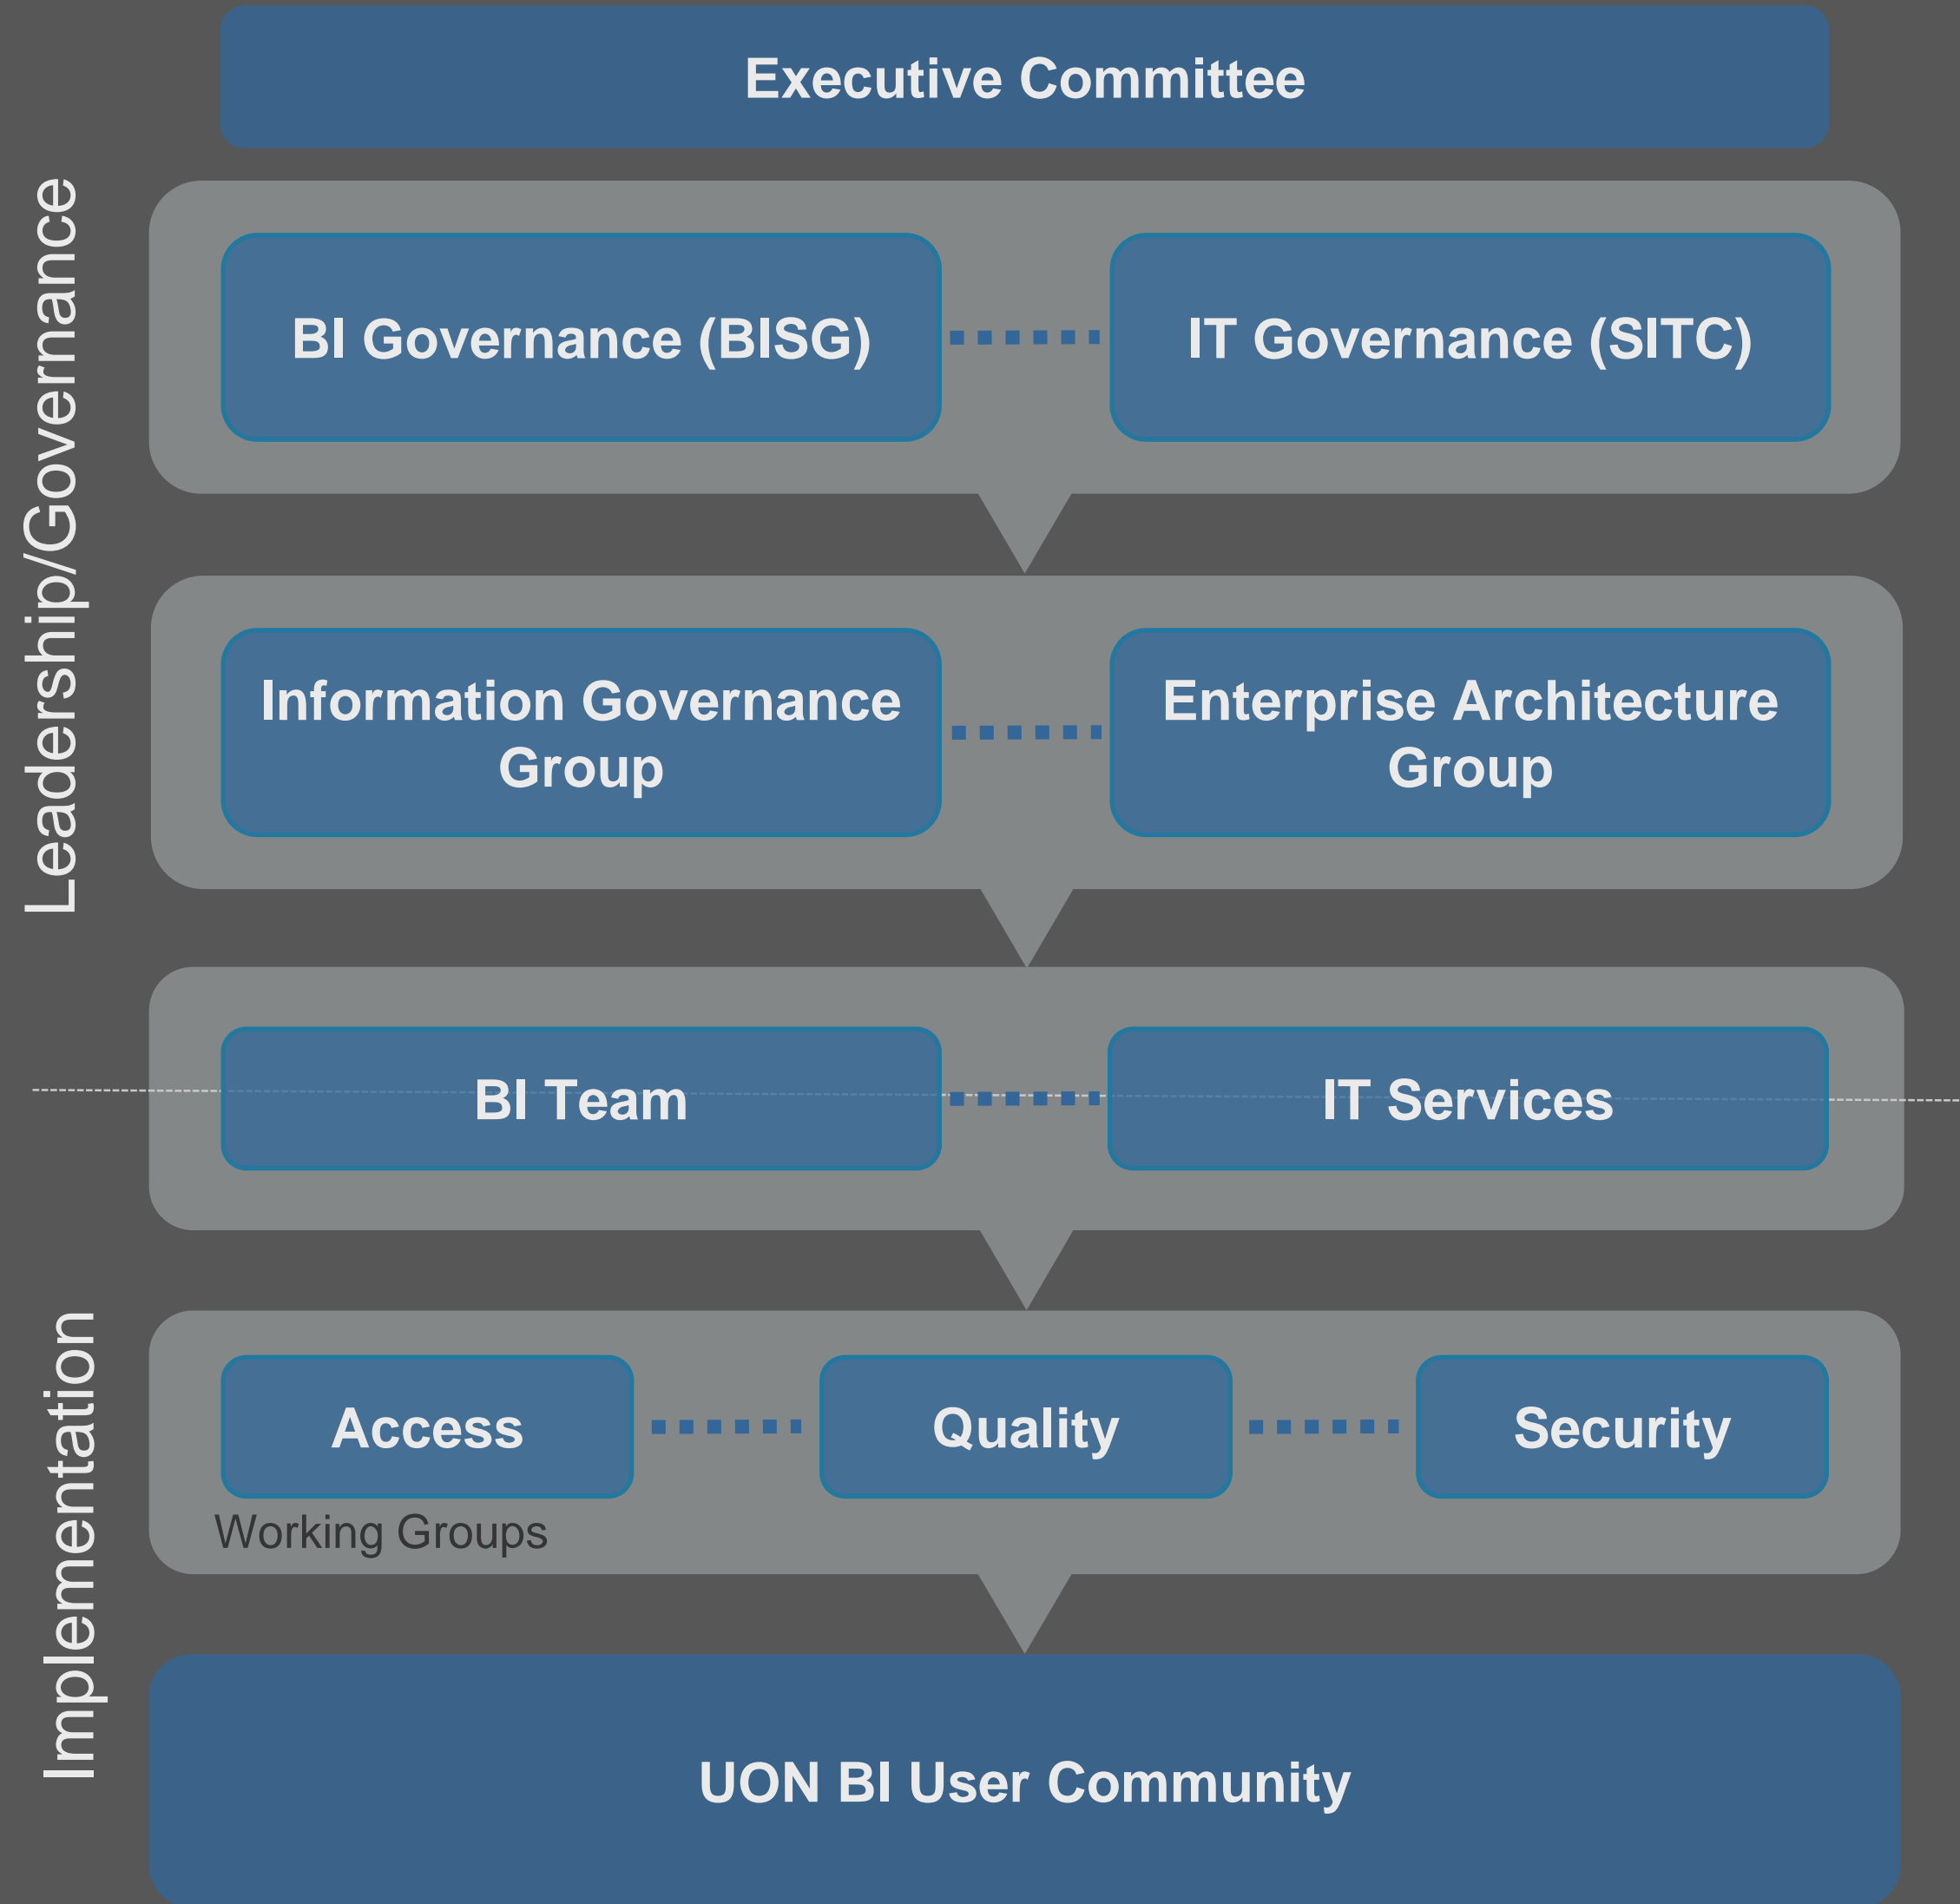 Executive Committee
Leadership/Governance
BI Governance (BISG)
IT Governance (SITC)
Information Governance
Group
Enterprise Architecture
Group
BI Team
IT Services
Implementation
Access
Quality
Security
Working Groups
UON BI User Community